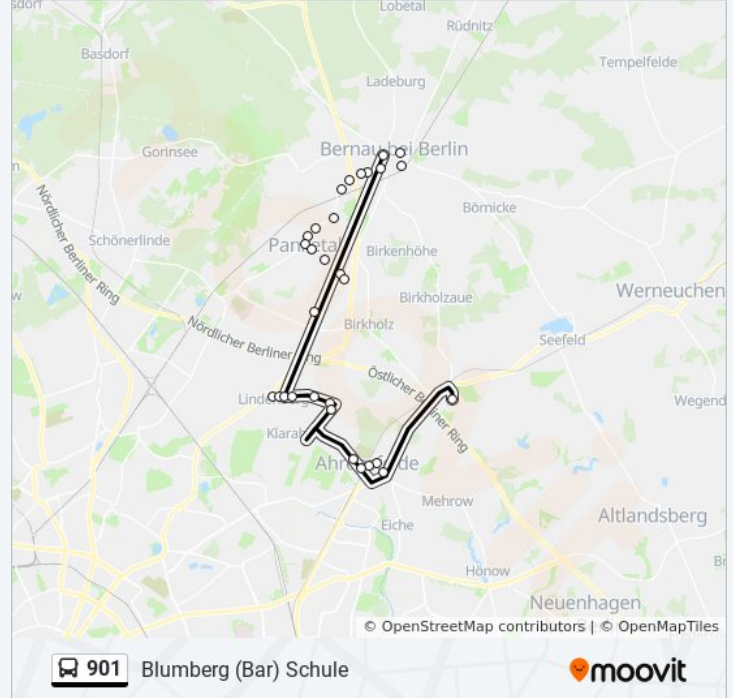 sdorf
Lobetal
Rüdnitz
Basdorf
Tempelfelde
Ladeburg
Bernau bei Berlin
Gorinsee
Börnicke
Nördlicher Berliner Ring
Schönerlinde
Birkenhöhe
w
Birkholzaue
Werneuchen
Nördlicher Berliner Ring
Birkholz
Seefeld
Östlicher Berliner Ring
Wegend
Mehrow
Altlandsberg
Eiche
Br
Hönow
Neuenhagen
© OpenStreetMap contributors | © OpenMapTiles
901 Blumberg (Bar) Schule
moovit